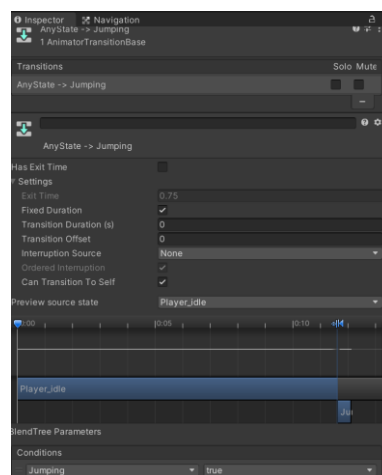 Inspector Navigation
AnyState -> Jumping
1 AnimatorTransitionBase
Transitions Solo Mute
AnyState -> Jumping
AnyState -> Jumping
Has Exit Time
Settings
Exit Time 0.75
Fixed Duration
Transition Duration (s) 0
Transition Offset 0
Interruption Source None
Ordered Interruption
Can Transition To Self
Preview source state Player_idle
0:00 0:05 0:10
Player_idle
Ju
BlendTree Parameters
Conditions
Jumping true